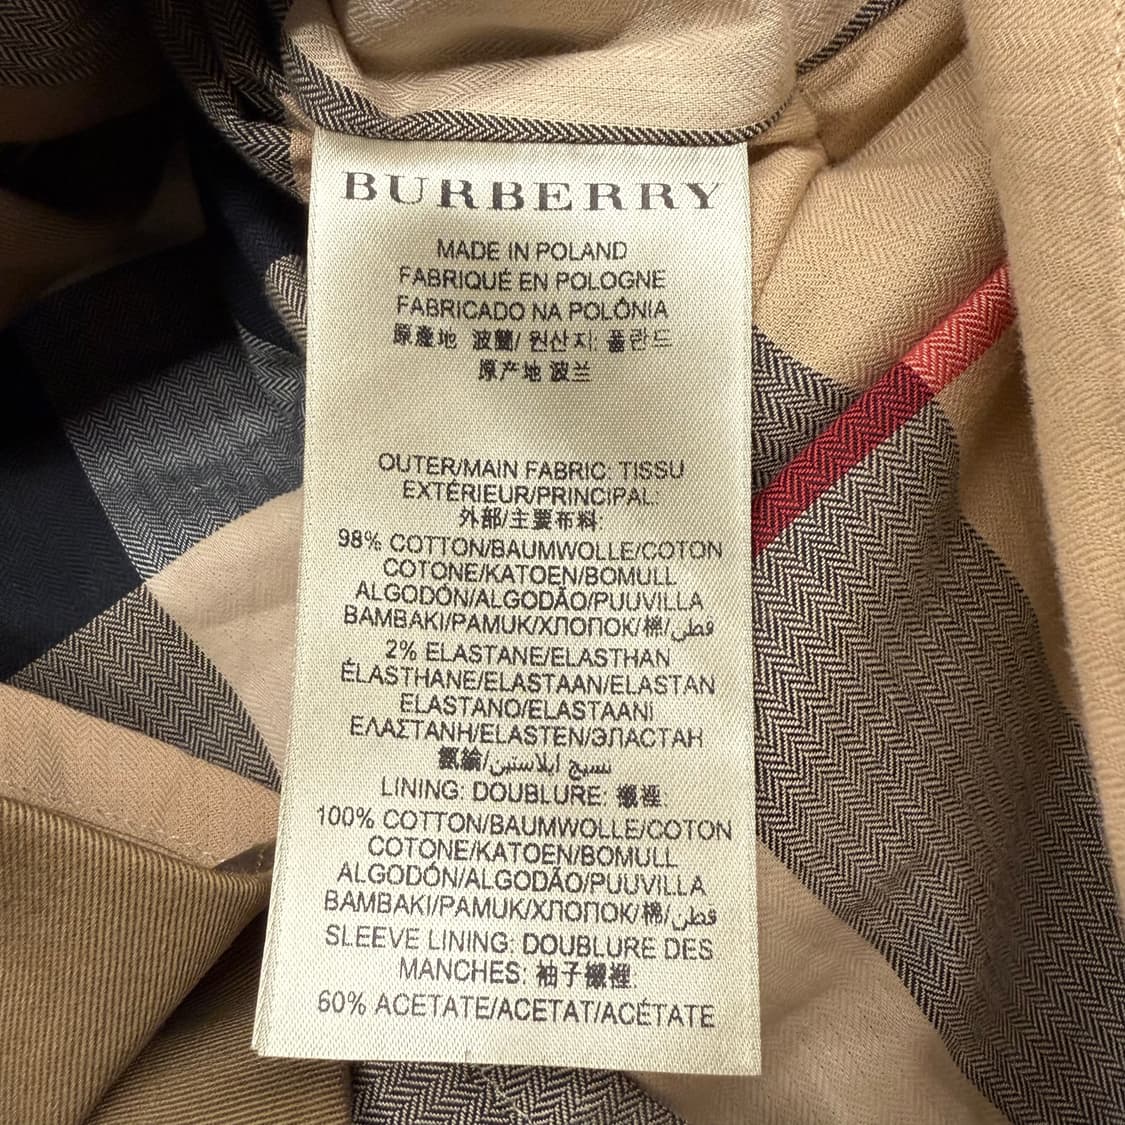 BURBERRY
MADE IN POLAND
FABRIQUÉ EN POLOGNE
FABRICADO NA POLÔNIA
原產地 波蘭/ 원산지: 폴란드
原产地 波兰
OUTER/MAIN FABRIC: TISSU
EXTÉRIEUR/PRINCIPAL:
外部/主要布料:
98% COTTON/BAUMWOLLE/COTON
COTONE/KATOEN/BOMULL
ALGODÓN/ALGODÃO/PUUVILLA
BAMBAKI/PAMUK/ХЛОПОК/棉/قطن
2% ELASTANE/ELASTHAN
ÉLASTHANE/ELASTAAN/ELASTAN
ELASTANO/ELASTAANI
ΕΛΑΣΤΑΝΗ/ELASTEN/ЭЛАСТАН
氨綸/نسيج ايلاستين
LINING: DOUBLURE: 襯裡:
100% COTTON/BAUMWOLLE/COTON
COTONE/KATOEN/BOMULL
ALGODÓN/ALGODÃO/PUUVILLA
BAMBAKI/PAMUK/ХЛОПОК/棉/قطن
SLEEVE LINING: DOUBLURE DES
MANCHES: 袖子襯裡:
60% ACETATE/ACETAT/ACÉTATE